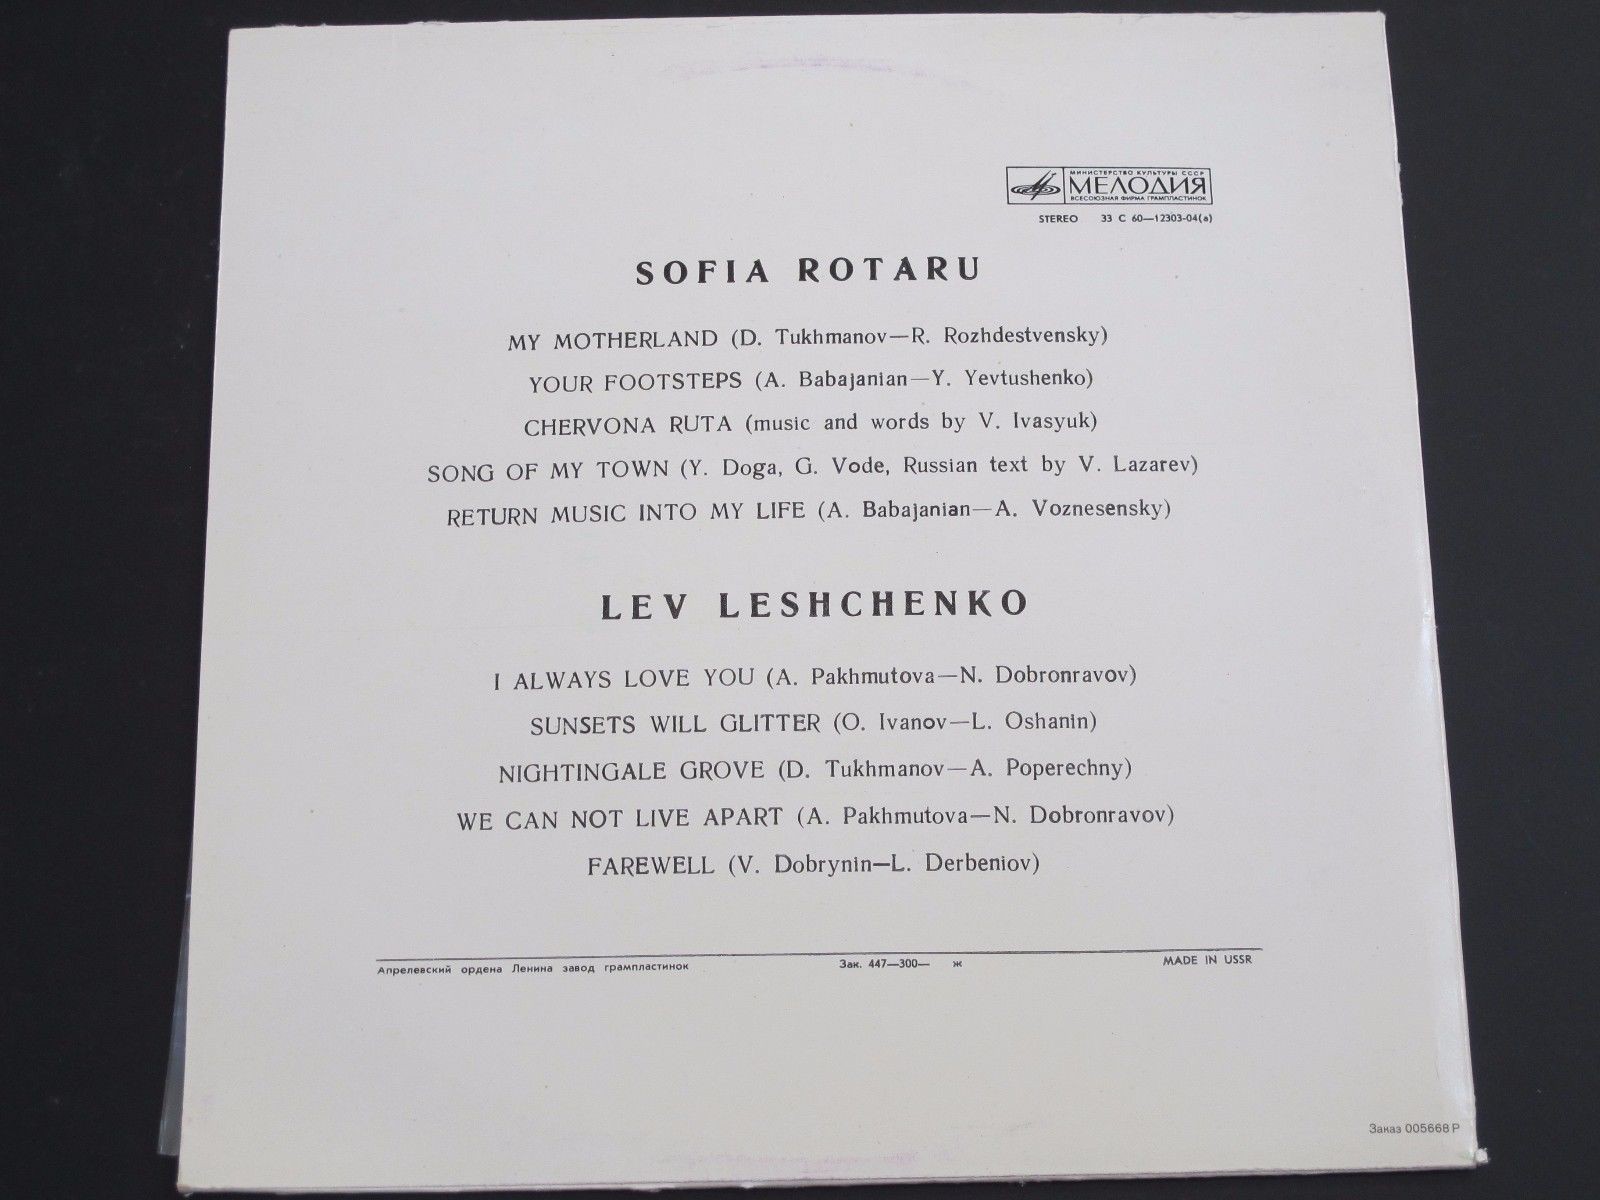 МИНИСТЕРСТВО КУЛЬТУРЫ СССР
МЕЛОДИЯ
ВСЕСОЮЗНАЯ ФИРМА ГРАМПЛАСТИНОК
STEREO 33 С 60—12303-04(а)
SOFIA ROTARU
MY MOTHERLAND (D. Tukhmanov—R. Rozhdestvensky)
YOUR FOOTSTEPS (A. Babajanian—Y. Yevtushenko)
CHERVONA RUTA (music and words by V. Ivasyuk)
SONG OF MY TOWN (Y. Doga, G. Vode, Russian text by V. Lazarev)
RETURN MUSIC INTO MY LIFE (A. Babajanian—A. Voznesensky)
LEV LESHCHENKO
I ALWAYS LOVE YOU (A. Pakhmutova—N. Dobronravov)
SUNSETS WILL GLITTER (O. Ivanov—L. Oshanin)
NIGHTINGALE GROVE (D. Tukhmanov—A. Poperechny)
WE CAN NOT LIVE APART (A. Pakhmutova—N. Dobronravov)
FAREWELL (V. Dobrynin—L. Derbeniov)
Апрелевский ордена Ленина завод грампластинок Зак. 447—300— ж MADE IN USSR
Заказ 005668 Р